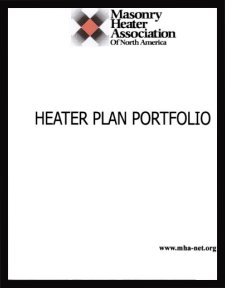 Masonry
Heater
Association
Of North America
HEATER PLAN PORTFOLIO
www.mha-net.org